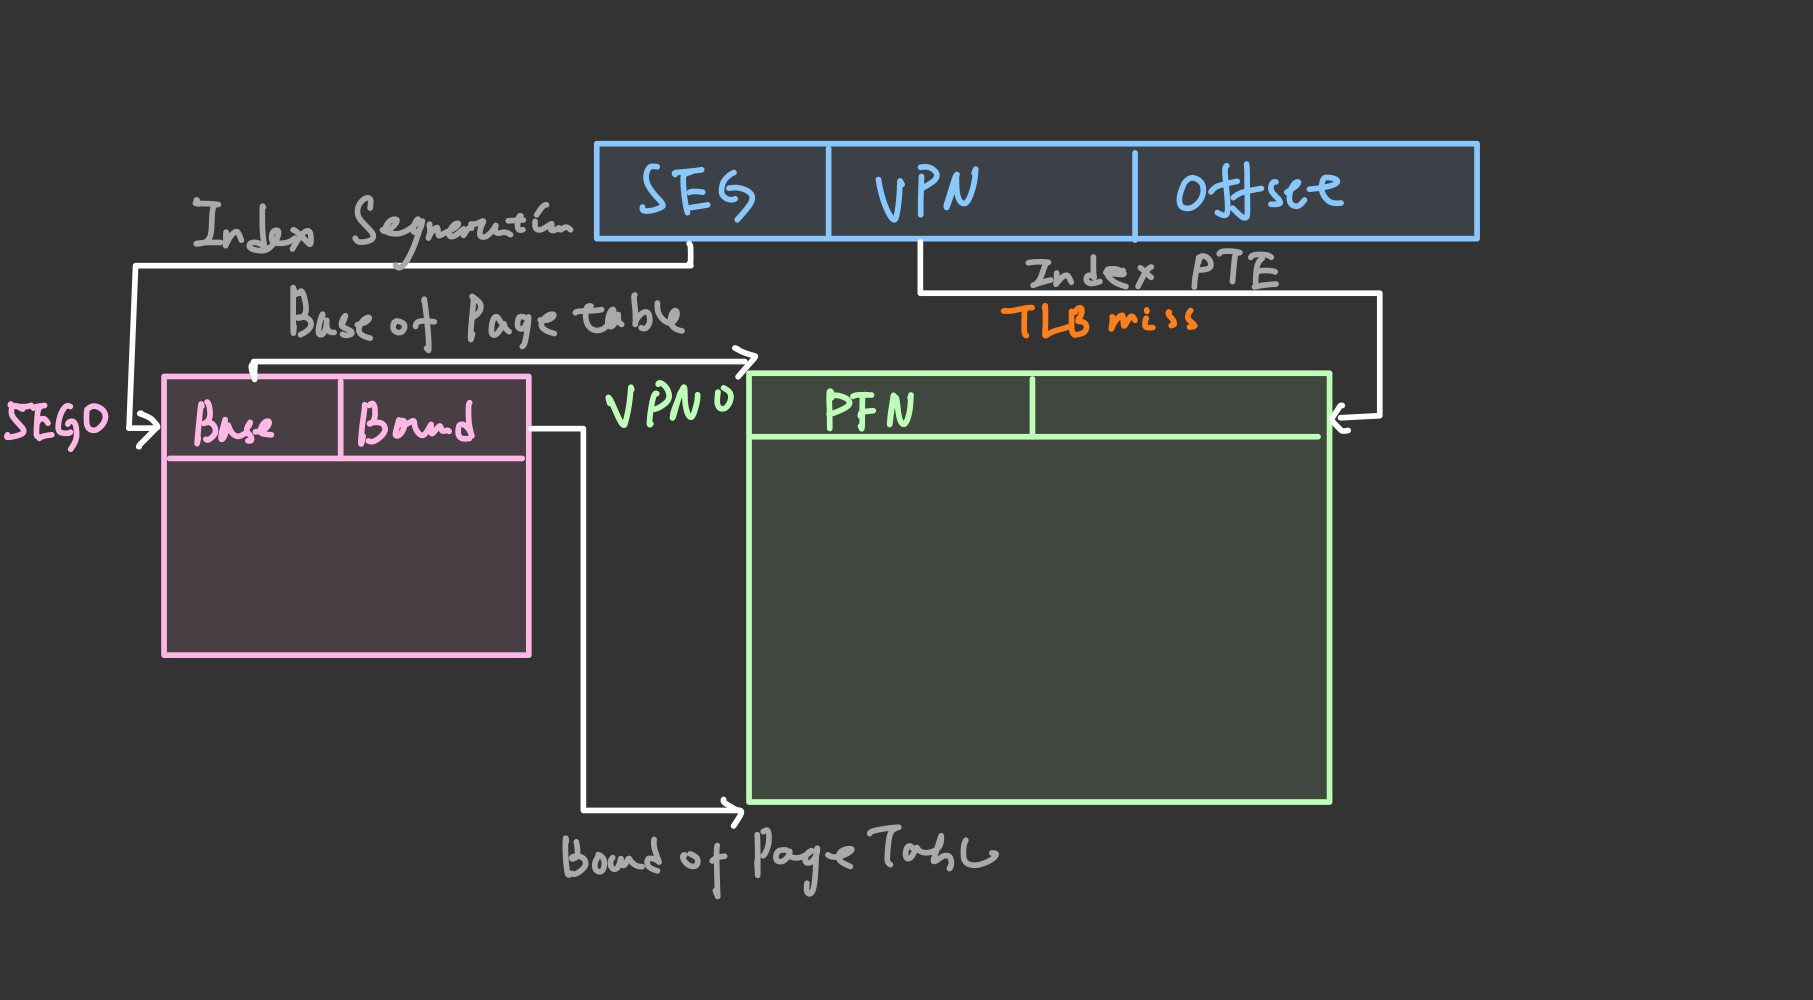 SEG VPN Offset
Index Segmentation
Index PTE
TLB miss
Base of Page table
SEG0
Base Bound
VPN 0
PFN
Bound of Page Table